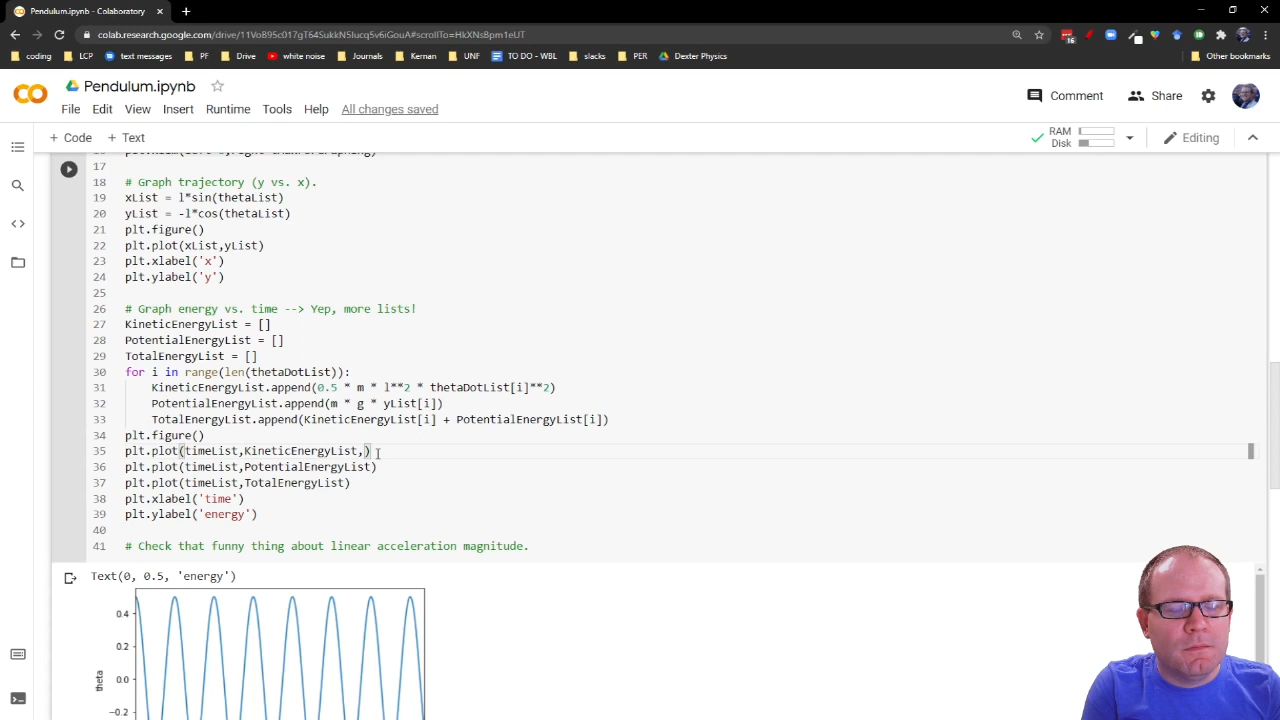 Pendulum.ipynb - Colaboratory
colab.research.google.com/drive/11Vo895c017gT64SukkN5Iucq5v6iGouA#scrollTo=HkXNs8pm1eUT
coding LCP text messages PF Drive white noise Journals Kernan UNF TO DO - WBL slacks PER Dexter Physics Other bookmarks
Pendulum.ipynb
File Edit View Insert Runtime Tools Help All changes saved
Comment Share
+ Code + Text
RAM
Disk
Editing
17
18 # Graph trajectory (y vs. x).
19 xList = l*sin(thetaList)
20 yList = -l*cos(thetaList)
21 plt.figure()
22 plt.plot(xList,yList)
23 plt.xlabel('x')
24 plt.ylabel('y')
25
26 # Graph energy vs. time --> Yep, more lists!
27 KineticEnergyList = []
28 PotentialEnergyList = []
29 TotalEnergyList = []
30 for i in range(len(thetaDotList)):
31 KineticEnergyList.append(0.5 * m * l**2 * thetaDotList[i]**2)
32 PotentialEnergyList.append(m * g * yList[i])
33 TotalEnergyList.append(KineticEnergyList[i] + PotentialEnergyList[i])
34 plt.figure()
35 plt.plot(timeList,KineticEnergyList,)
36 plt.plot(timeList,PotentialEnergyList)
37 plt.plot(timeList,TotalEnergyList)
38 plt.xlabel('time')
39 plt.ylabel('energy')
40
41 # Check that funny thing about linear acceleration magnitude.
Text(0, 0.5, 'energy')
0.4
0.2
0.0
−0.2
theta